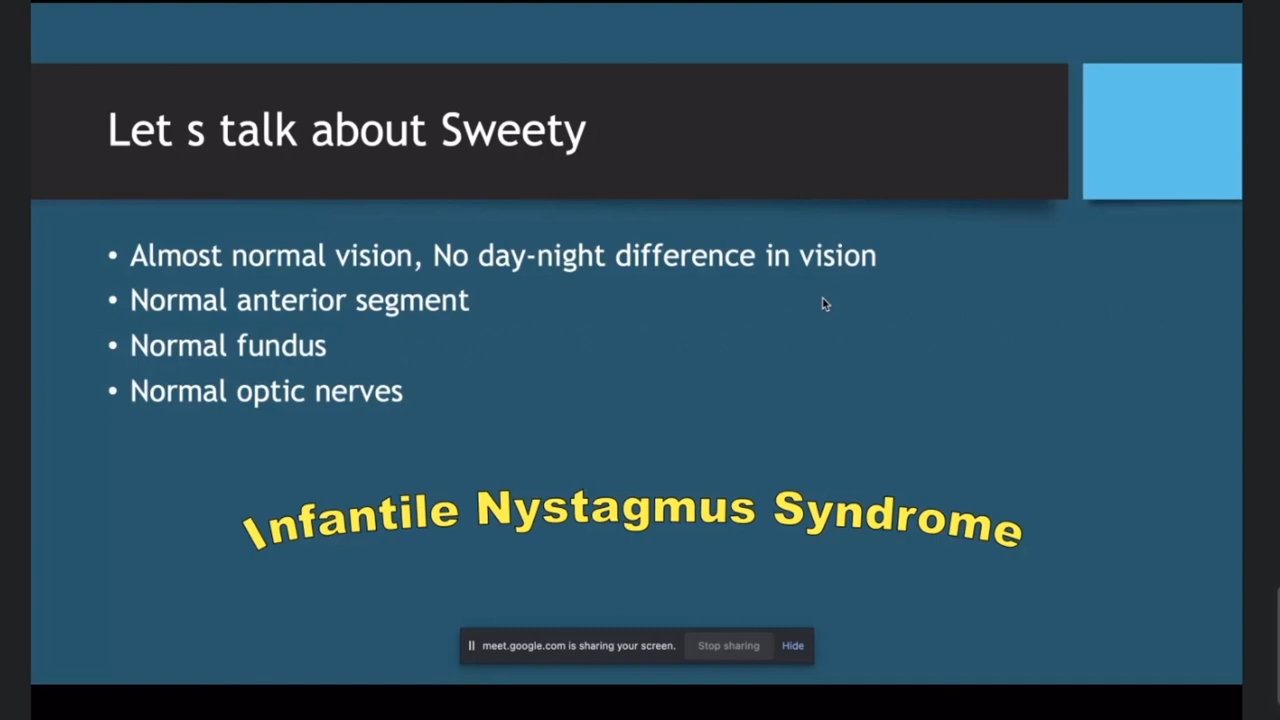 Let s talk about Sweety
• Almost normal vision, No day-night difference in vision
• Normal anterior segment
• Normal fundus
• Normal optic nerves
Infantile Nystagmus Syndrome
meet.google.com is sharing your screen. Stop sharing Hide